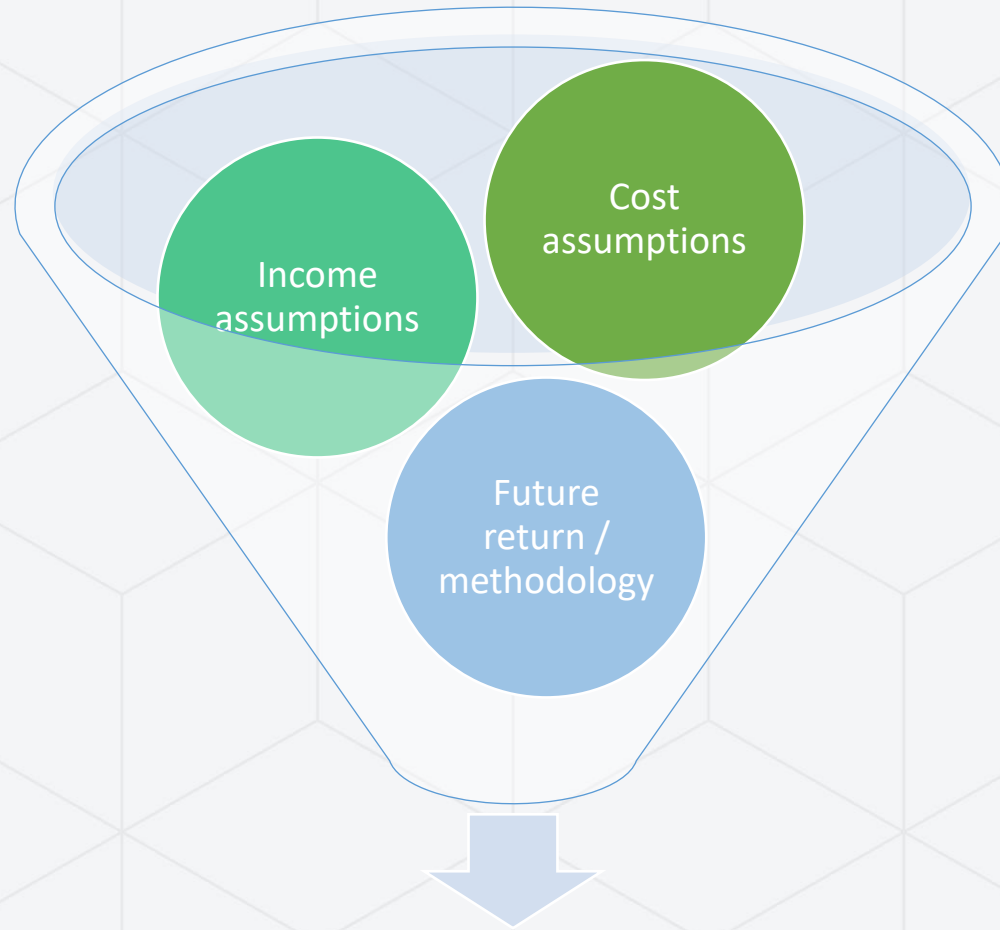 Cost
assumptions
Income
assumptions
Future
return /
methodology